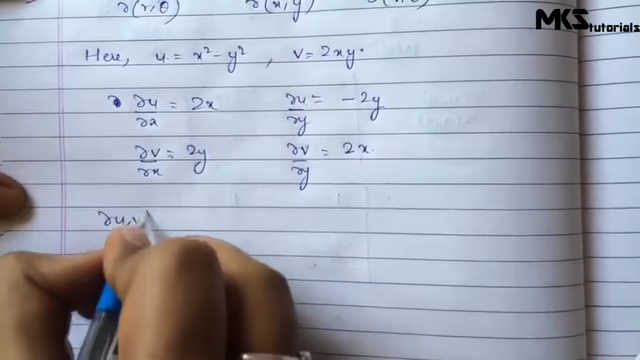 MKS tutorials
∂(r,θ) ∂(x,y)
Here, u = x² - y² , v = 2xy.
∂u/∂x = 2x ∂u/∂y = -2y
∂v/∂x = 2y ∂v/∂y = 2x.
∂u,v